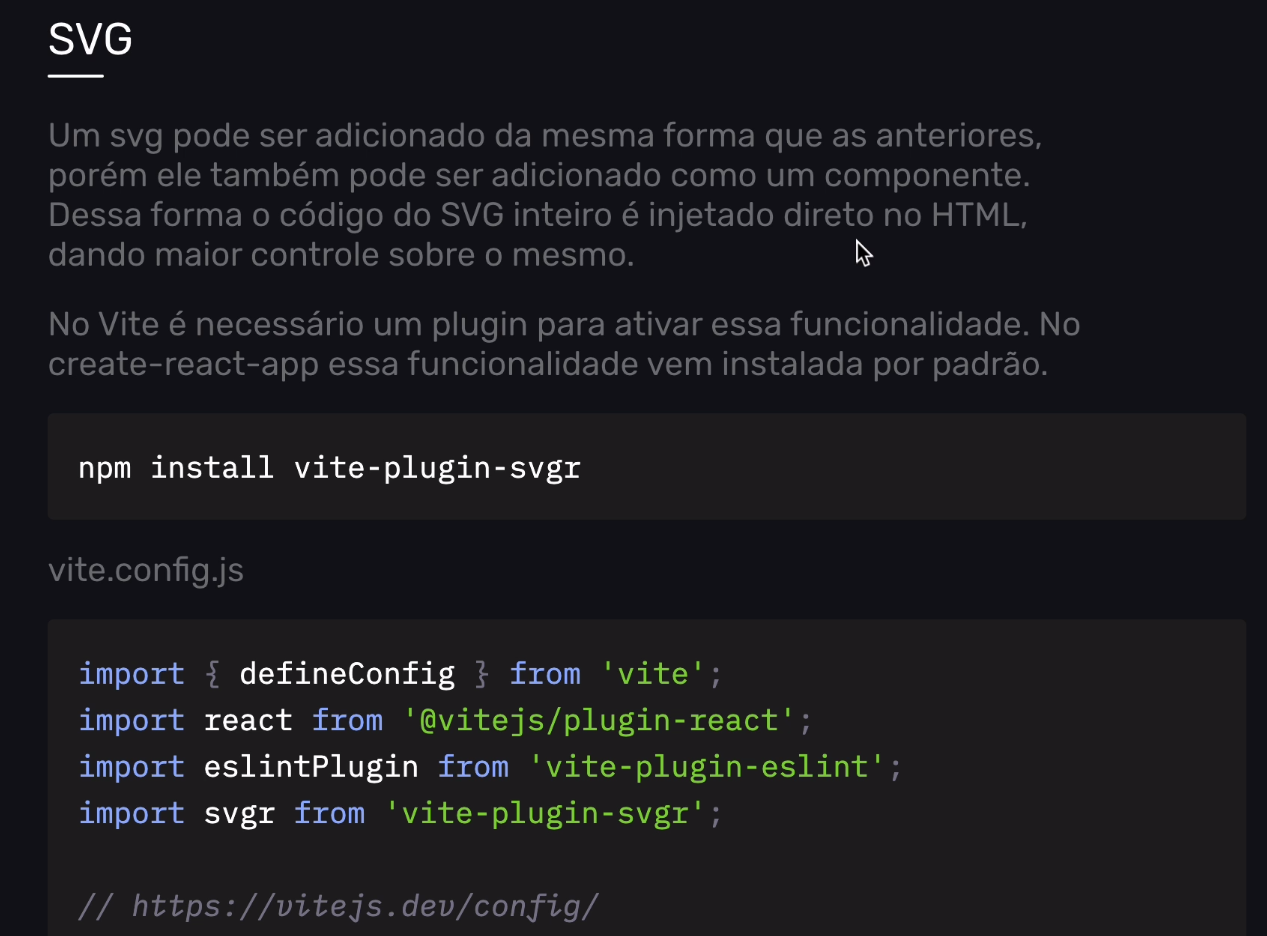 SVG
Um svg pode ser adicionado da mesma forma que as anteriores,
porém ele também pode ser adicionado como um componente.
Dessa forma o código do SVG inteiro é injetado direto no HTML,
dando maior controle sobre o mesmo.
No Vite é necessário um plugin para ativar essa funcionalidade. No
create-react-app essa funcionalidade vem instalada por padrão.
npm install vite-plugin-svgr
vite.config.js
import { defineConfig } from 'vite';
import react from '@vitejs/plugin-react';
import eslintPlugin from 'vite-plugin-eslint';
import svgr from 'vite-plugin-svgr';
// https://vitejs.dev/config/